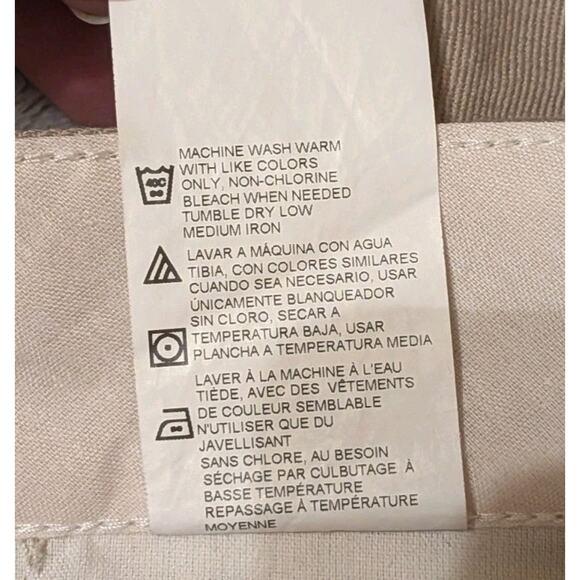 MACHINE WASH WARM
WITH LIKE COLORS
40C
ONLY, NON-CHLORINE
BLEACH WHEN NEEDED
TUMBLE DRY LOW
MEDIUM IRON
LAVAR A MÁQUINA CON AGUA
TIBIA, CON COLORES SIMILARES
CUANDO SEA NECESARIO, USAR
ÚNICAMENTE BLANQUEADOR
SIN CLORO, SECAR A
TEMPERATURA BAJA, USAR
PLANCHA A TEMPERATURA MEDIA
LAVER À LA MACHINE À L'EAU
TIÈDE, AVEC DES VÊTEMENTS
DE COULEUR SEMBLABLE
N'UTILISER QUE DU
JAVELLISANT
SANS CHLORE, AU BESOIN
SÉCHAGE PAR CULBUTAGE À
BASSE TEMPÉRATURE
REPASSAGE À TEMPÉRATURE
MOYENNE